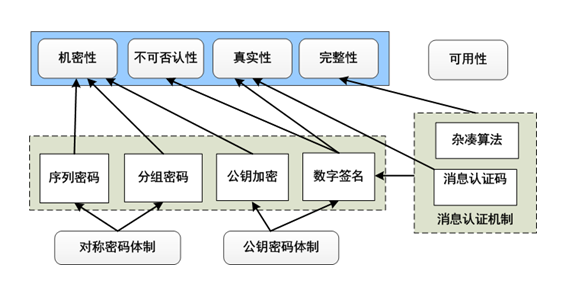 机密性
不可否认性
真实性
完整性
可用性
杂凑算法
序列密码
分组密码
公钥加密
数字签名
消息认证码
消息认证机制
对称密码体制
公钥密码体制